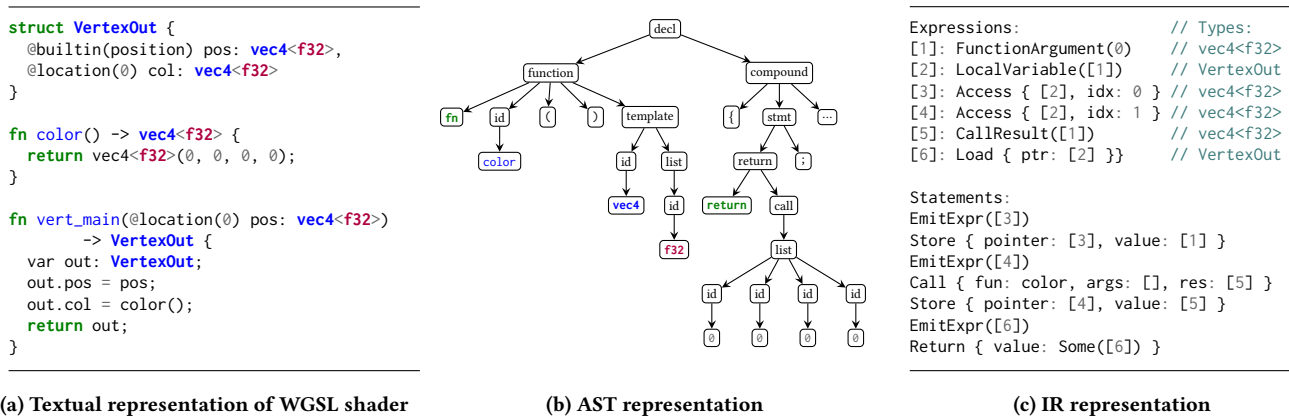 struct VertexOut {
@builtin(position) pos: vec4<f32>,
@location(0) col: vec4<f32>
}
fn color() -> vec4<f32> {
return vec4<f32>(0, 0, 0, 0);
}
fn vert_main(@location(0) pos: vec4<f32>)
-> VertexOut {
var out: VertexOut;
out.pos = pos;
out.col = color();
return out;
}
(a) Textual representation of WGSL shader
decl
function compound
fn id ( ) template { stmt ...
color id list return ;
vec4 id return call
f32 list
id id id id
0 0 0 0
(b) AST representation
Expressions: // Types:
[1]: FunctionArgument(0) // vec4<f32>
[2]: LocalVariable([1]) // VertexOut
[3]: Access { [2], idx: 0 } // vec4<f32>
[4]: Access { [2], idx: 1 } // vec4<f32>
[5]: CallResult([1]) // vec4<f32>
[6]: Load { ptr: [2] }} // VertexOut
Statements:
EmitExpr([3])
Store { pointer: [3], value: [1] }
EmitExpr([4])
Call { fun: color, args: [], res: [5] }
Store { pointer: [4], value: [5] }
EmitExpr([6])
Return { value: Some([6]) }
(c) IR representation